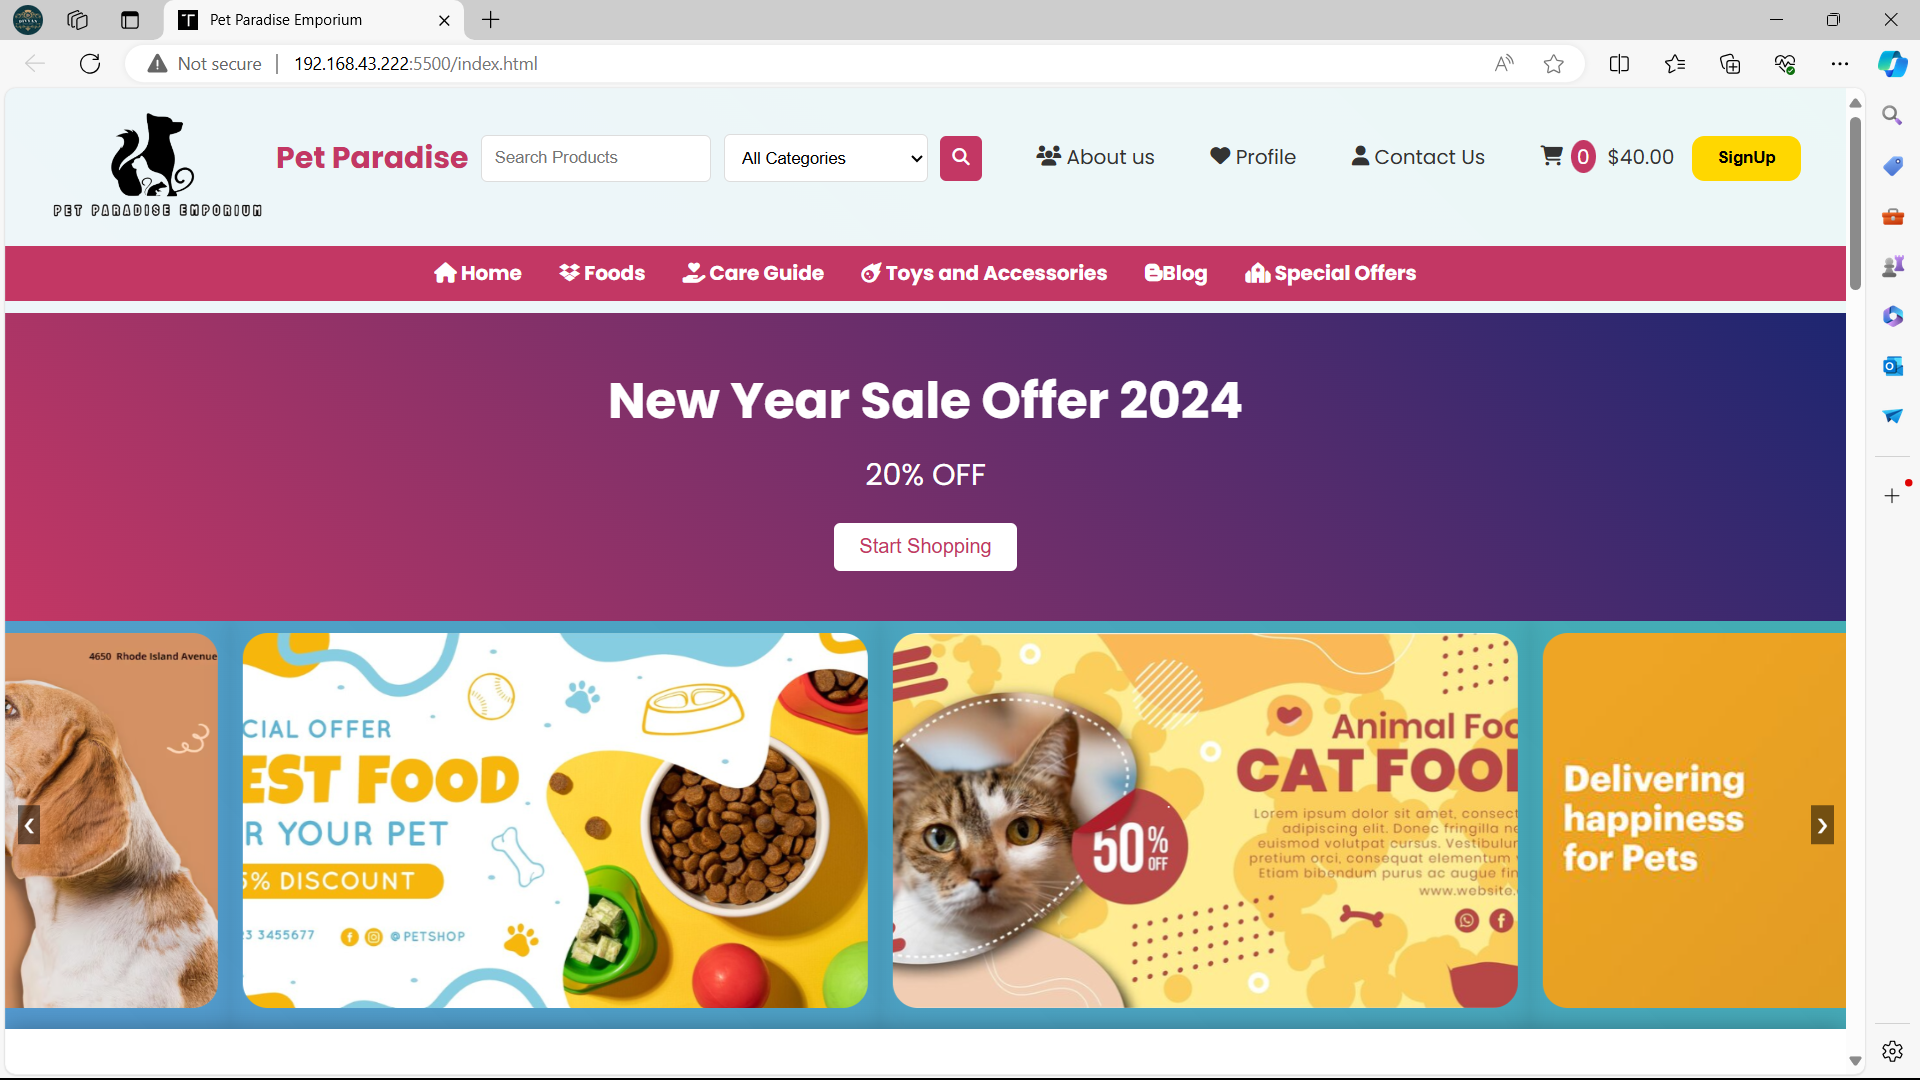 Pet Paradise Emporium
Not secure
192.168.43.222:5500/index.html
PET PARADISE EMPORIUM
Pet Paradise
Search Products
All Categories
About us
Profile
Contact Us
0
$40.00
SignUp
Home
Foods
Care Guide
Toys and Accessories
Blog
Special Offers
New Year Sale Offer 2024
20% OFF
Start Shopping
4650 Rhode Island Avenue
CIAL OFFER
EST FOOD
R YOUR PET
5% DISCOUNT
3 3455677
@PETSHOP
50% OFF
Animal Foo
CAT FOO
Lorem ipsum dolor sit amet, consect
adipiscing elit. Donec fringilla ne
euismod volutpat cursus. Vestibulum
pretium orci, consequat elementum
Etiam bibendum purus ac augue fin
www.website.
Delivering
happiness
for Pets